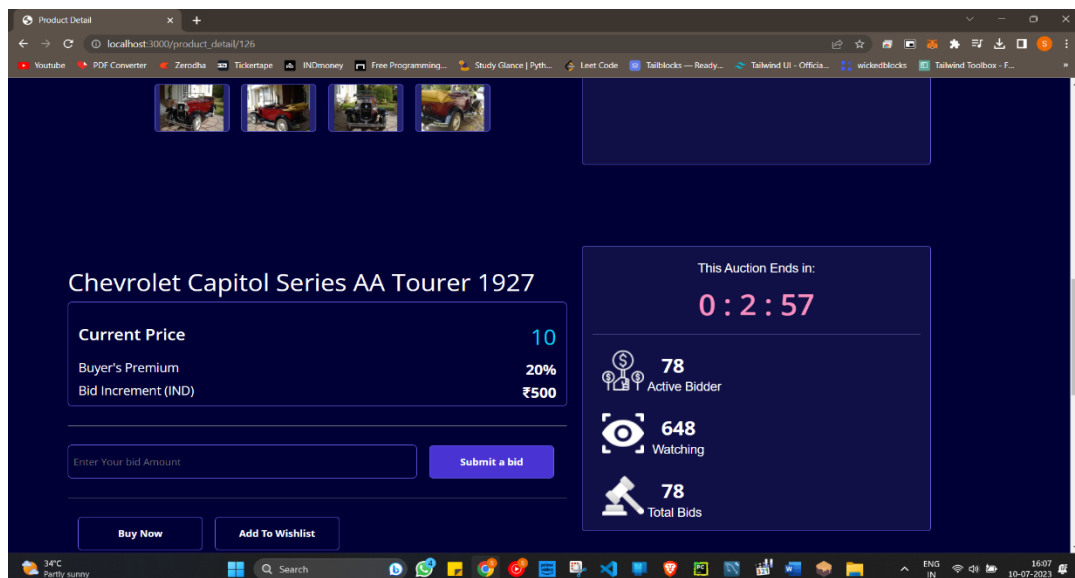 Product Detail
localhost:3000/product_detail/126
Youtube PDF Converter Zerodha Tickertape INDmoney Free Programming... Study Glance | Pyth... Leet Code Tailblocks — Ready... Tailwind UI - Officia... wickedblocks Tailwind Toolbox - F...
Chevrolet Capitol Series AA Tourer 1927
Current Price 10
Buyer's Premium 20%
Bid Increment (IND) ₹500
Enter Your bid Amount Submit a bid
Buy Now Add To Wishlist
This Auction Ends in:
0 : 2 : 57
78
Active Bidder
648
Watching
78
Total Bids
34°C
Partly sunny
Search
ENG
IN
16:07
10-07-2023